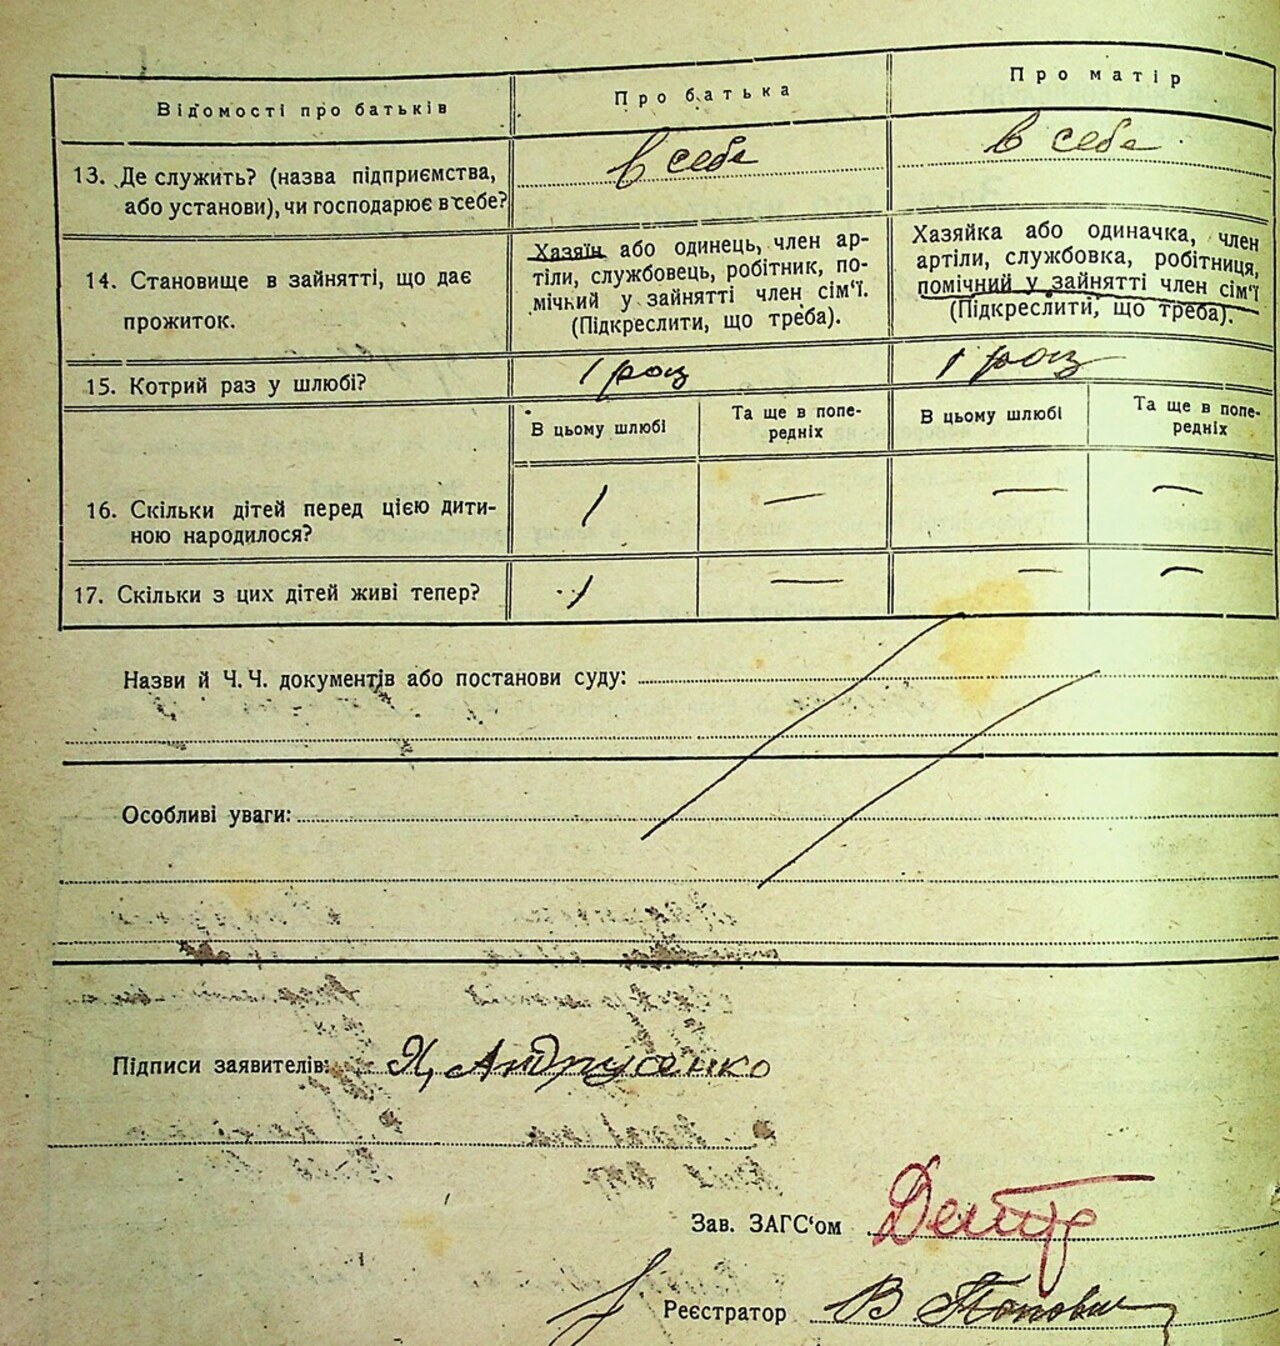 Відомості про батьків Про батька Про матір
13. Де служить? (назва підприємства, в себе в себе
або установи), чи господарює в себе?
14. Становище в зайнятті, що дає
прожиток.
Хазяїн або одинець, член ар-
тіли, службовець, робітник, по-
мічний у зайнятті член сім'ї.
(Підкреслити, що треба).
Хазяйка або одиначка, член
артіли, службовка, робітниця,
помічний у зайнятті член сім'ї
(Підкреслити, що треба).
15. Котрий раз у шлюбі? 1 раз 1 раз
В цьому шлюбі Та ще в попе-
редніх В цьому шлюбі Та ще в попе-
редніх
16. Скільки дітей перед цією дити-
ною народилося? 1 — — —
17. Скільки з цих дітей живі тепер? 1 — — —
Назви й Ч.Ч. документів або постанови суду:
Особливі уваги:
Підписи заявителів: Я, Андрусенко
Зав. ЗАГС'ом
Реєстратор В. Попович